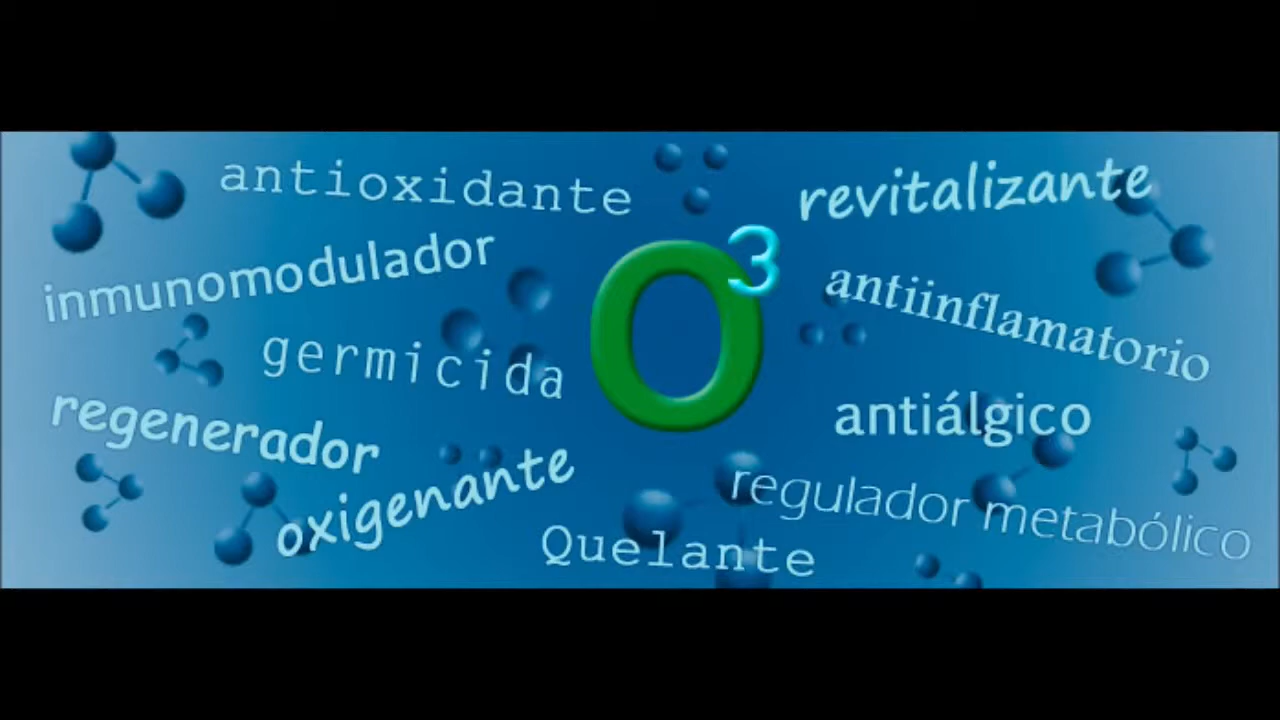 antioxidante
revitalizante
inmunomodulador
O3
antiinflamatorio
germicida
antiálgico
regenerador
oxigenante
regulador metabólico
Quelante